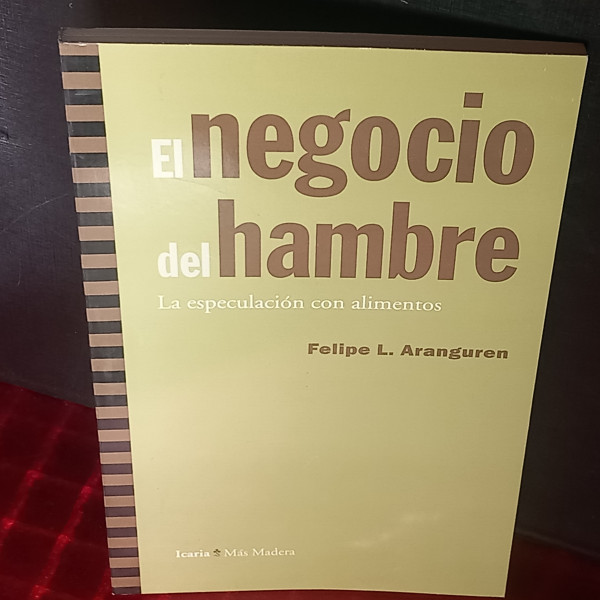 El negocio
del hambre
La especulación con alimentos
Felipe L. Aranguren
Icaria Más Madera